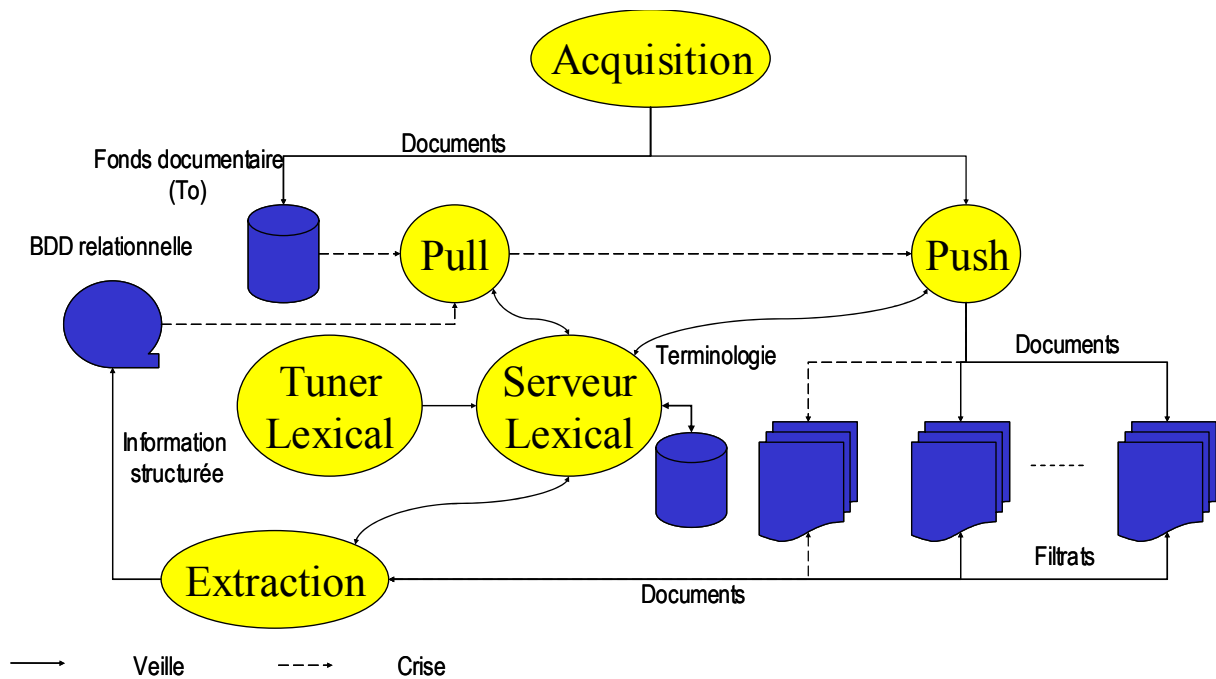 Acquisition
Documents
Fonds documentaire
(To)
BDD relationnelle
Pull
Push
Terminologie
Documents
Tuner
Lexical
Serveur
Lexical
Information
structurée
Extraction
Filtrats
Documents
Veille
Crise